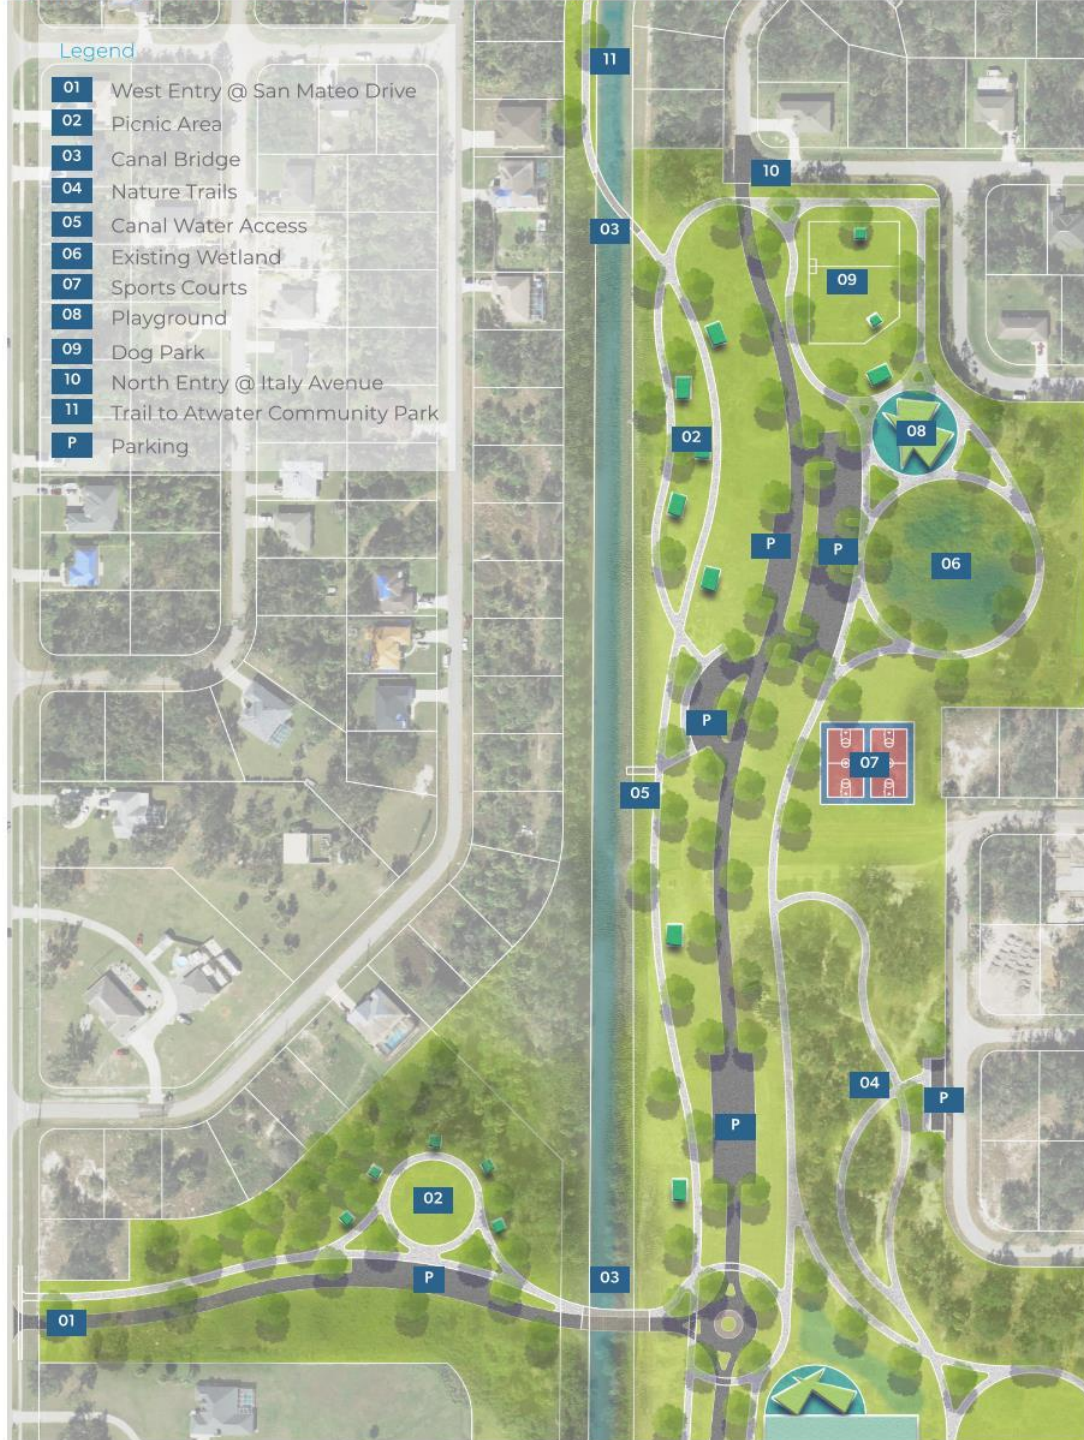 Legend
01 West Entry @ San Mateo Drive
02 Picnic Area
03 Canal Bridge
04 Nature Trails
05 Canal Water Access
06 Existing Wetland
07 Sports Courts
08 Playground
09 Dog Park
10 North Entry @ Italy Avenue
11 Trail to Atwater Community Park
P Parking
11
10
03
09
02
08
P
P
06
P
07
05
04
P
P
02
P
03
01